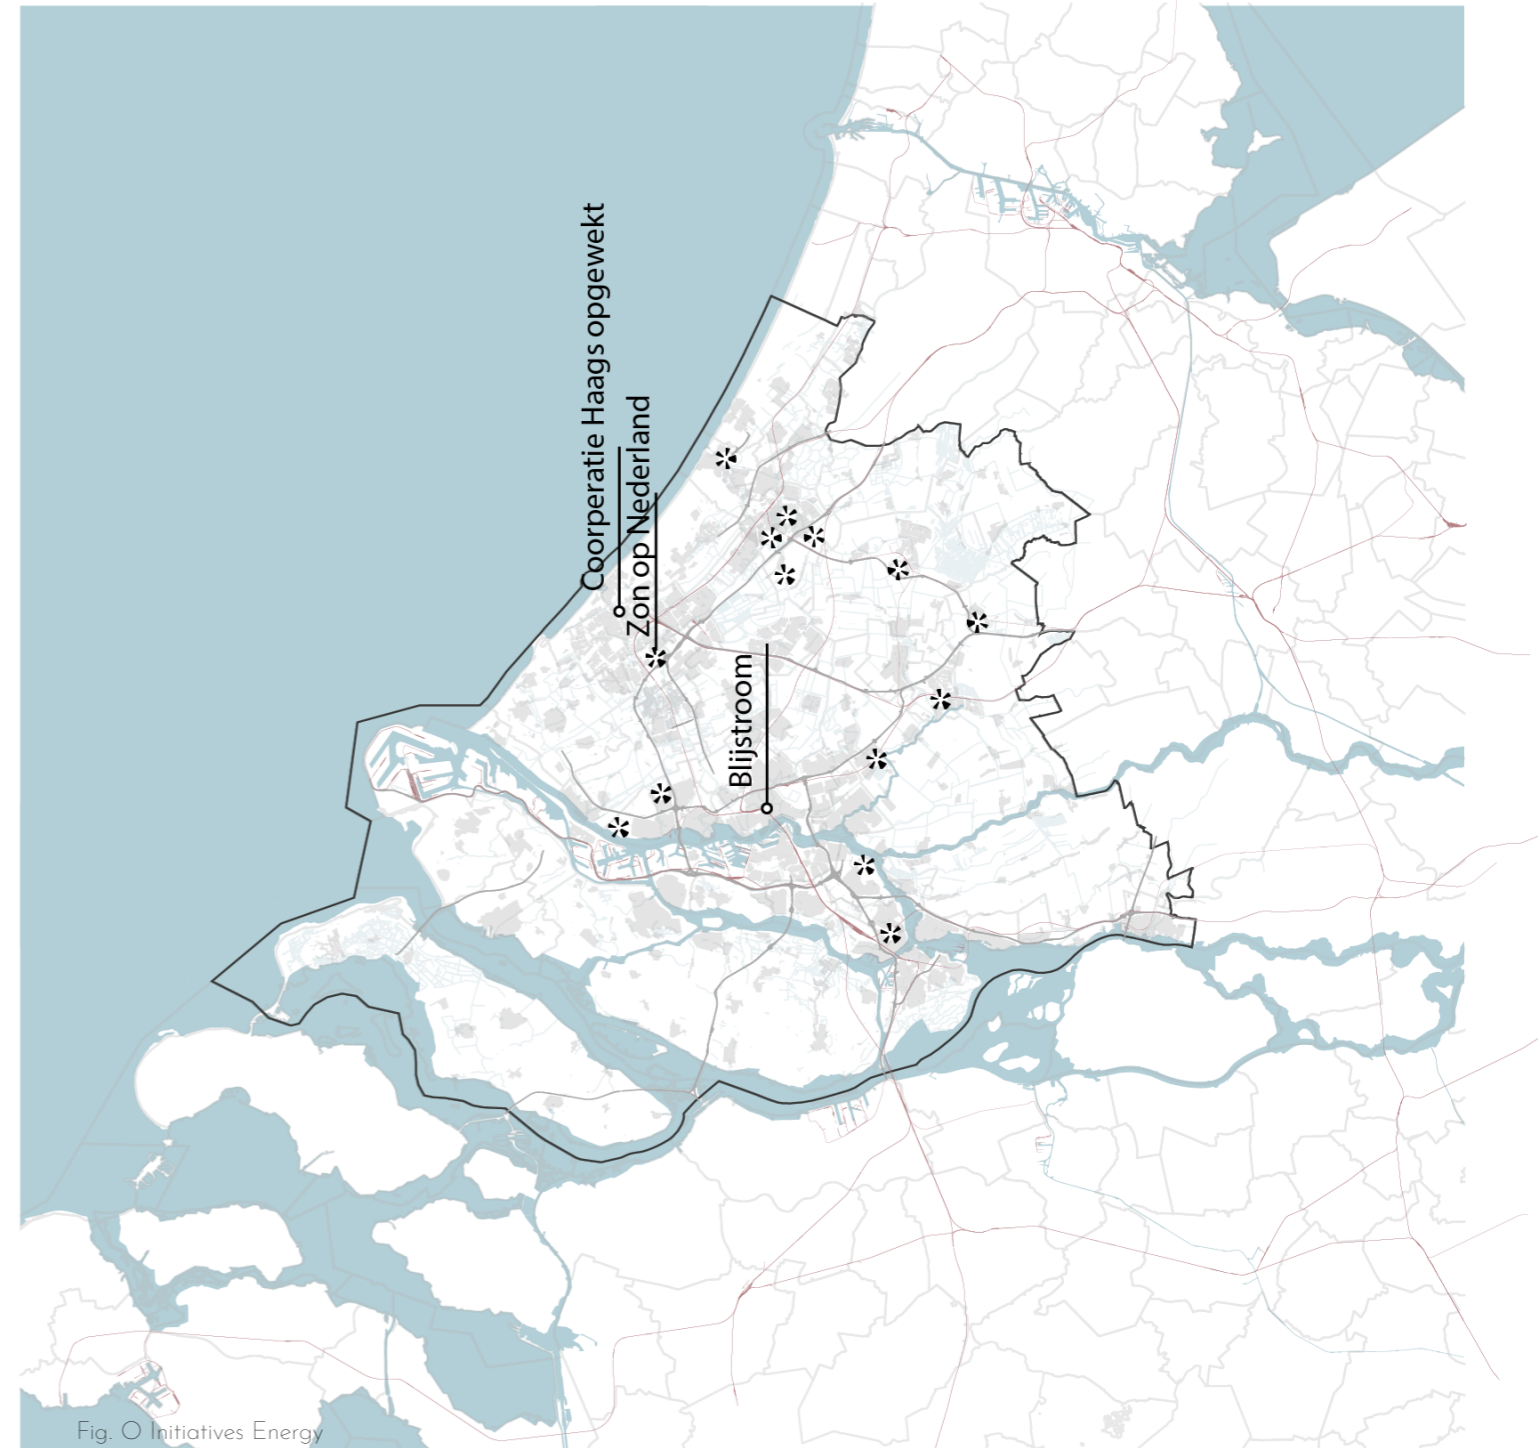 Coorperatie Haags opgewekt
Zon op Nederland
Blijstroom
Fig. O Initiatives Energy